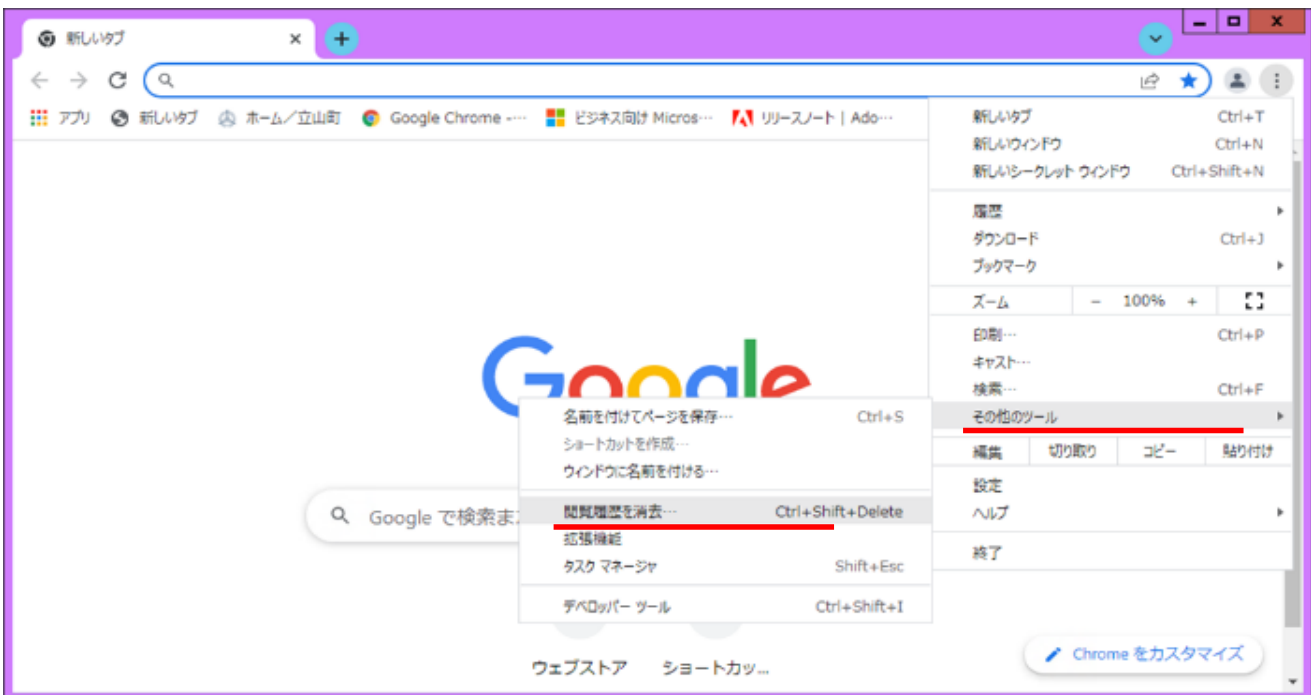 新しいタブ
アプリ 新しいタブ ホーム／立山町 Google Chrome -… ビジネス向け Micros… リリースノート | Ado…
新しいタブ Ctrl+T
新しいウィンドウ Ctrl+N
新しいシークレット ウィンドウ Ctrl+Shift+N
履歴
ダウンロード Ctrl+J
ブックマーク
ズーム － 100% +
印刷… Ctrl+P
キャスト…
検索… Ctrl+F
その他のツール
編集 切り取り コピー 貼り付け
設定
ヘルプ
終了
Google
名前を付けてページを保存… Ctrl+S
ショートカットを作成…
ウィンドウに名前を付ける…
閲覧履歴を消去… Ctrl+Shift+Delete
拡張機能
タスク マネージャ Shift+Esc
デベロッパー ツール Ctrl+Shift+I
Google で検索ま
ウェブストア ショートカッ...
Chrome をカスタマイズ